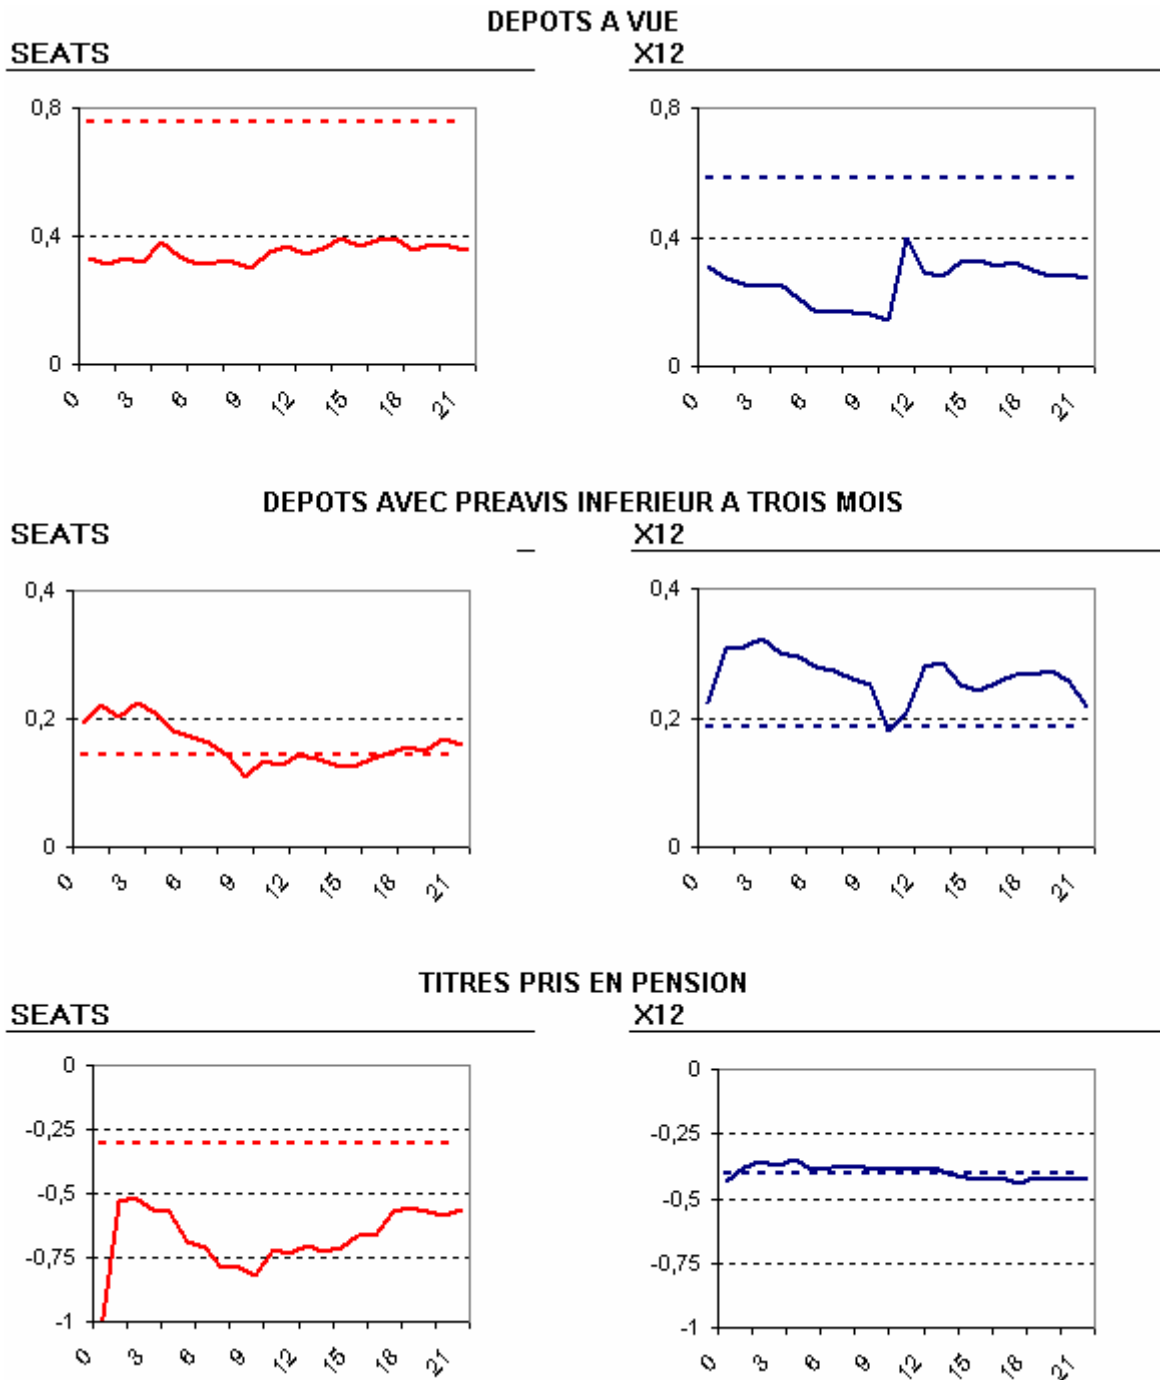 DEPOTS A VUE
SEATS
X12
0,8
0,4
0
0 3 6 9 12 15 18 21
0,8
0,4
0
0 3 6 9 12 15 18 21
DEPOTS AVEC PREAVIS INFERIEUR A TROIS MOIS
SEATS
X12
0,4
0,2
0
0 3 6 9 12 15 18 21
0,4
0,2
0
0 3 6 9 12 15 18 21
TITRES PRIS EN PENSION
SEATS
X12
0
-0,25
-0,5
-0,75
-1
0 3 6 9 12 15 18 21
0
-0,25
-0,5
-0,75
-1
0 3 6 9 12 15 18 21